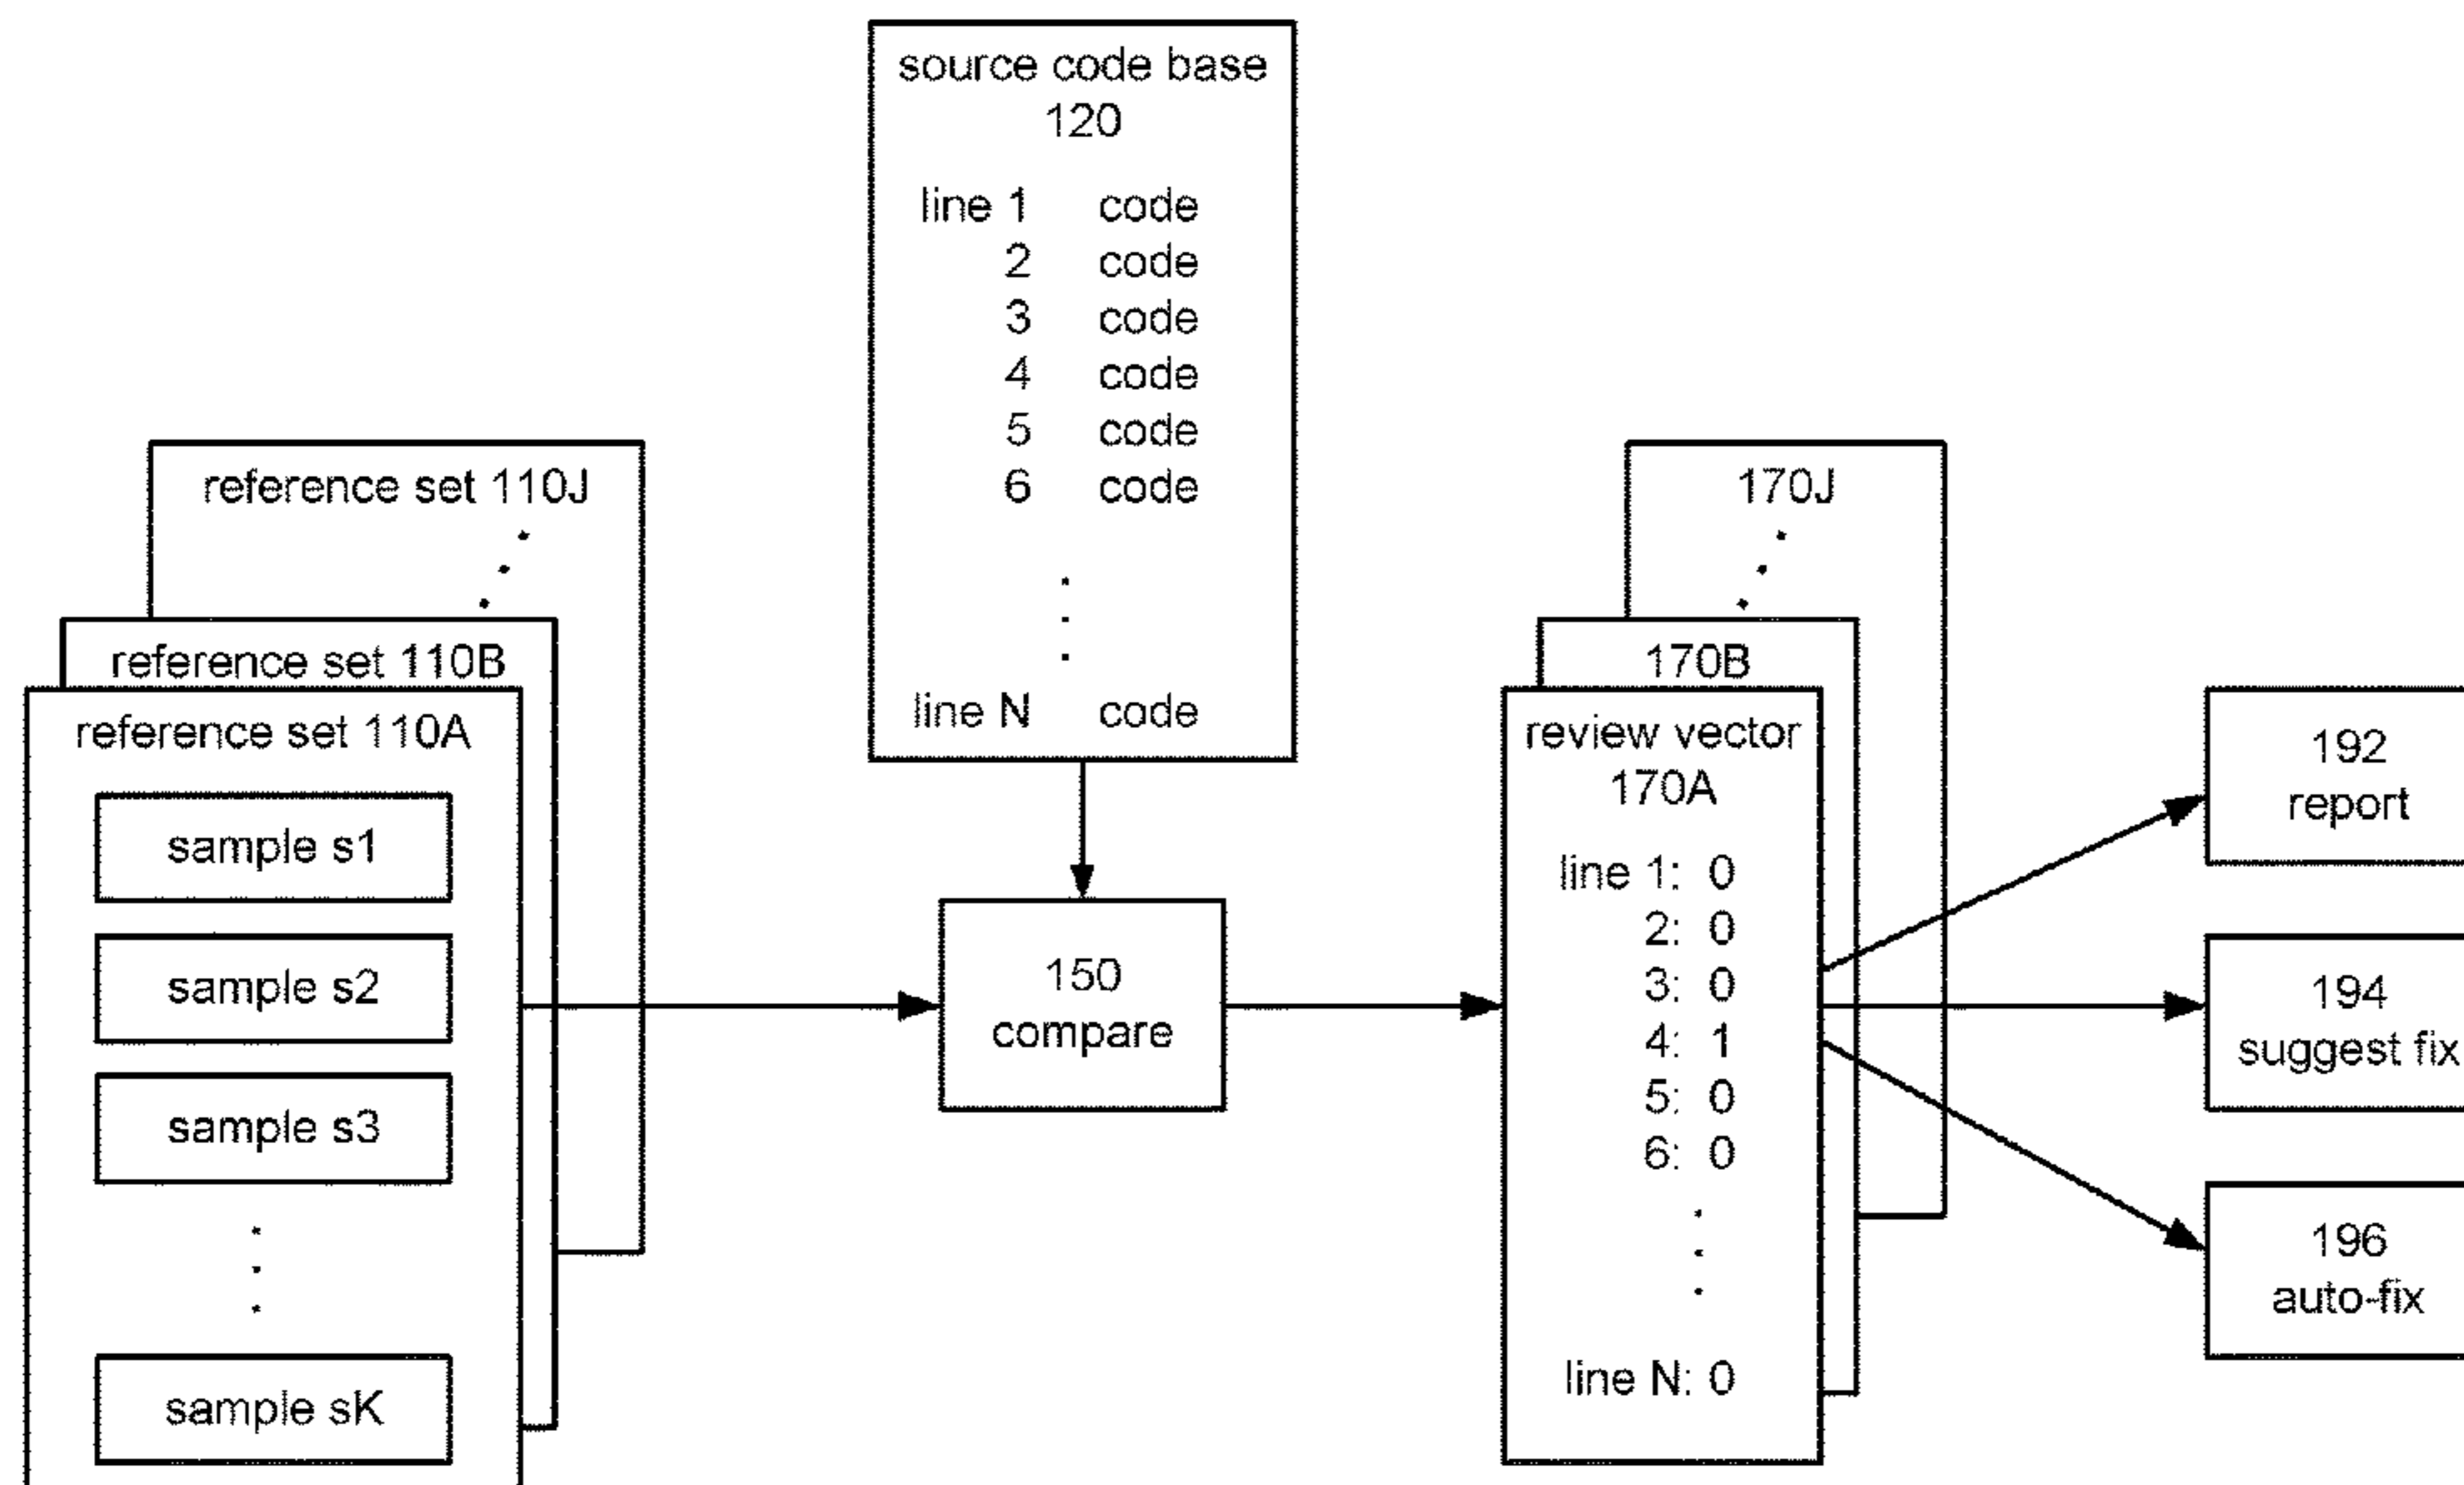 source code base
120
line 1 code
2 code
3 code
4 code
5 code
6 code
line N code
reference set 110J
reference set 110B
reference set 110A
sample s1
sample s2
sample s3
sample sK
150
compare
170J
170B
review vector
170A
line 1: 0
2: 0
3: 0
4: 1
5: 0
6: 0
line N: 0
192
report
194
suggest fix
196
auto-fix